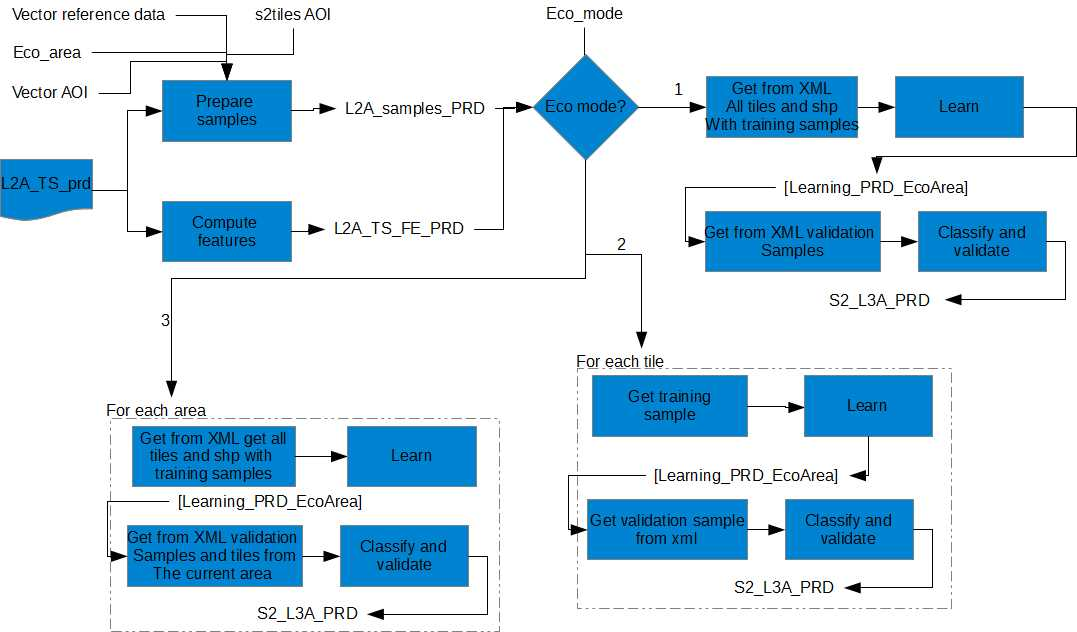 Vector reference data
s2tiles AOI
Eco_mode
Eco_area
Vector AOI
Prepare
samples
L2A_samples_PRD
Eco mode?
1
Get from XML
All tiles and shp
With training samples
Learn
L2A_TS_prd
[Learning_PRD_EcoArea]
Compute
features
L2A_TS_FE_PRD
Get from XML validation
Samples
Classify and
validate
2
S2_L3A_PRD
3
For each tile
Get training
sample
Learn
[Learning_PRD_EcoArea]
Get validation sample
from xml
Classify and
validate
S2_L3A_PRD
For each area
Get from XML get all
tiles and shp with
training samples
Learn
[Learning_PRD_EcoArea]
Get from XML validation
Samples and tiles from
The current area
Classify and
validate
S2_L3A_PRD